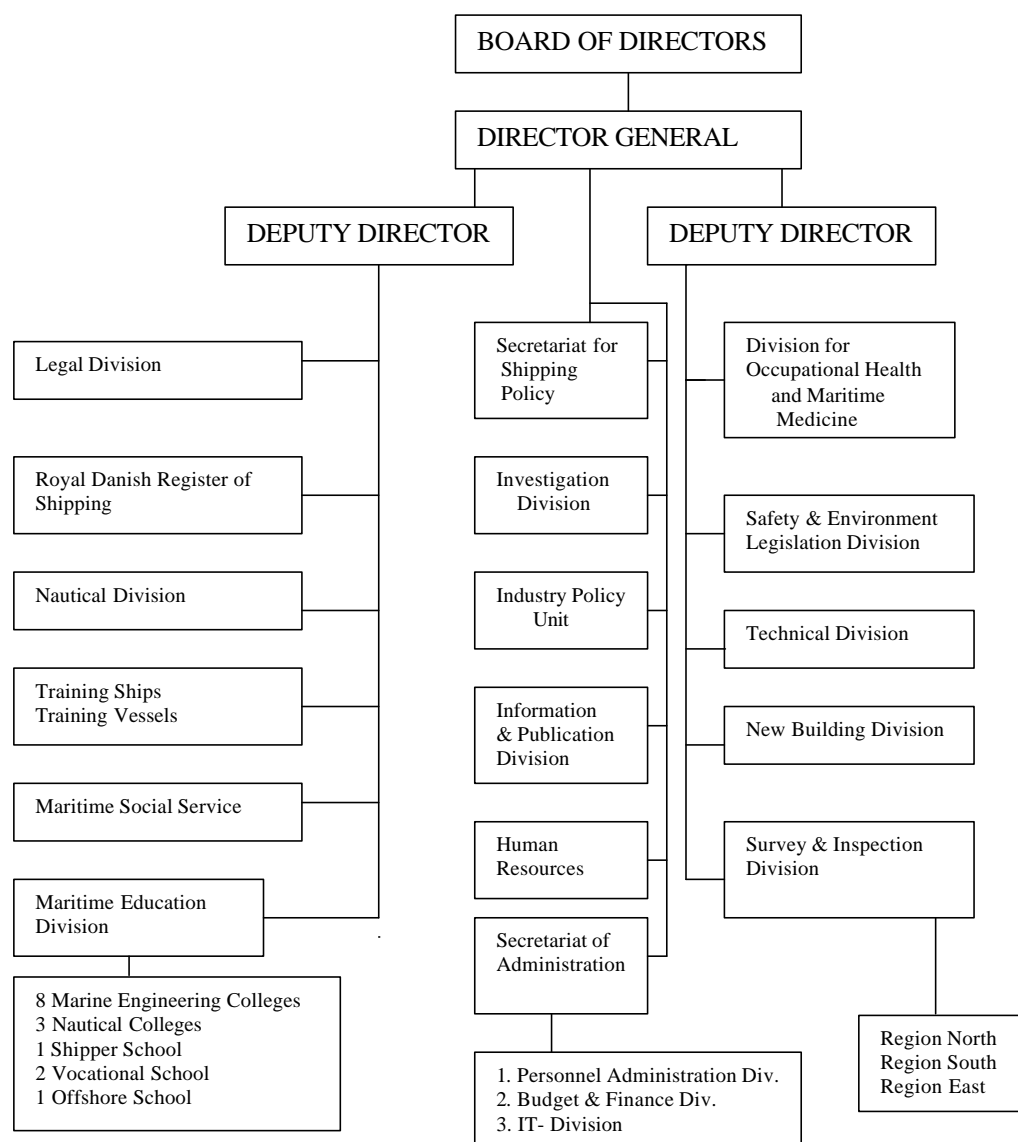 BOARD OF DIRECTORS
DIRECTOR GENERAL
DEPUTY DIRECTOR
DEPUTY DIRECTOR
Legal Division
Royal Danish Register of
Shipping
Nautical Division
Training Ships
Training Vessels
Maritime Social Service
Maritime Education
Division
8 Marine Engineering Colleges
3 Nautical Colleges
1 Shipper School
2 Vocational School
1 Offshore School
Secretariat for
Shipping
Policy
Investigation
Division
Industry Policy
Unit
Information
& Publication
Division
Human
Resources
Secretariat of
Administration
1. Personnel Administration Div.
2. Budget & Finance Div.
3. IT- Division
Division for
Occupational Health
and Maritime
Medicine
Safety & Environment
Legislation Division
Technical Division
New Building Division
Survey & Inspection
Division
Region North
Region South
Region East